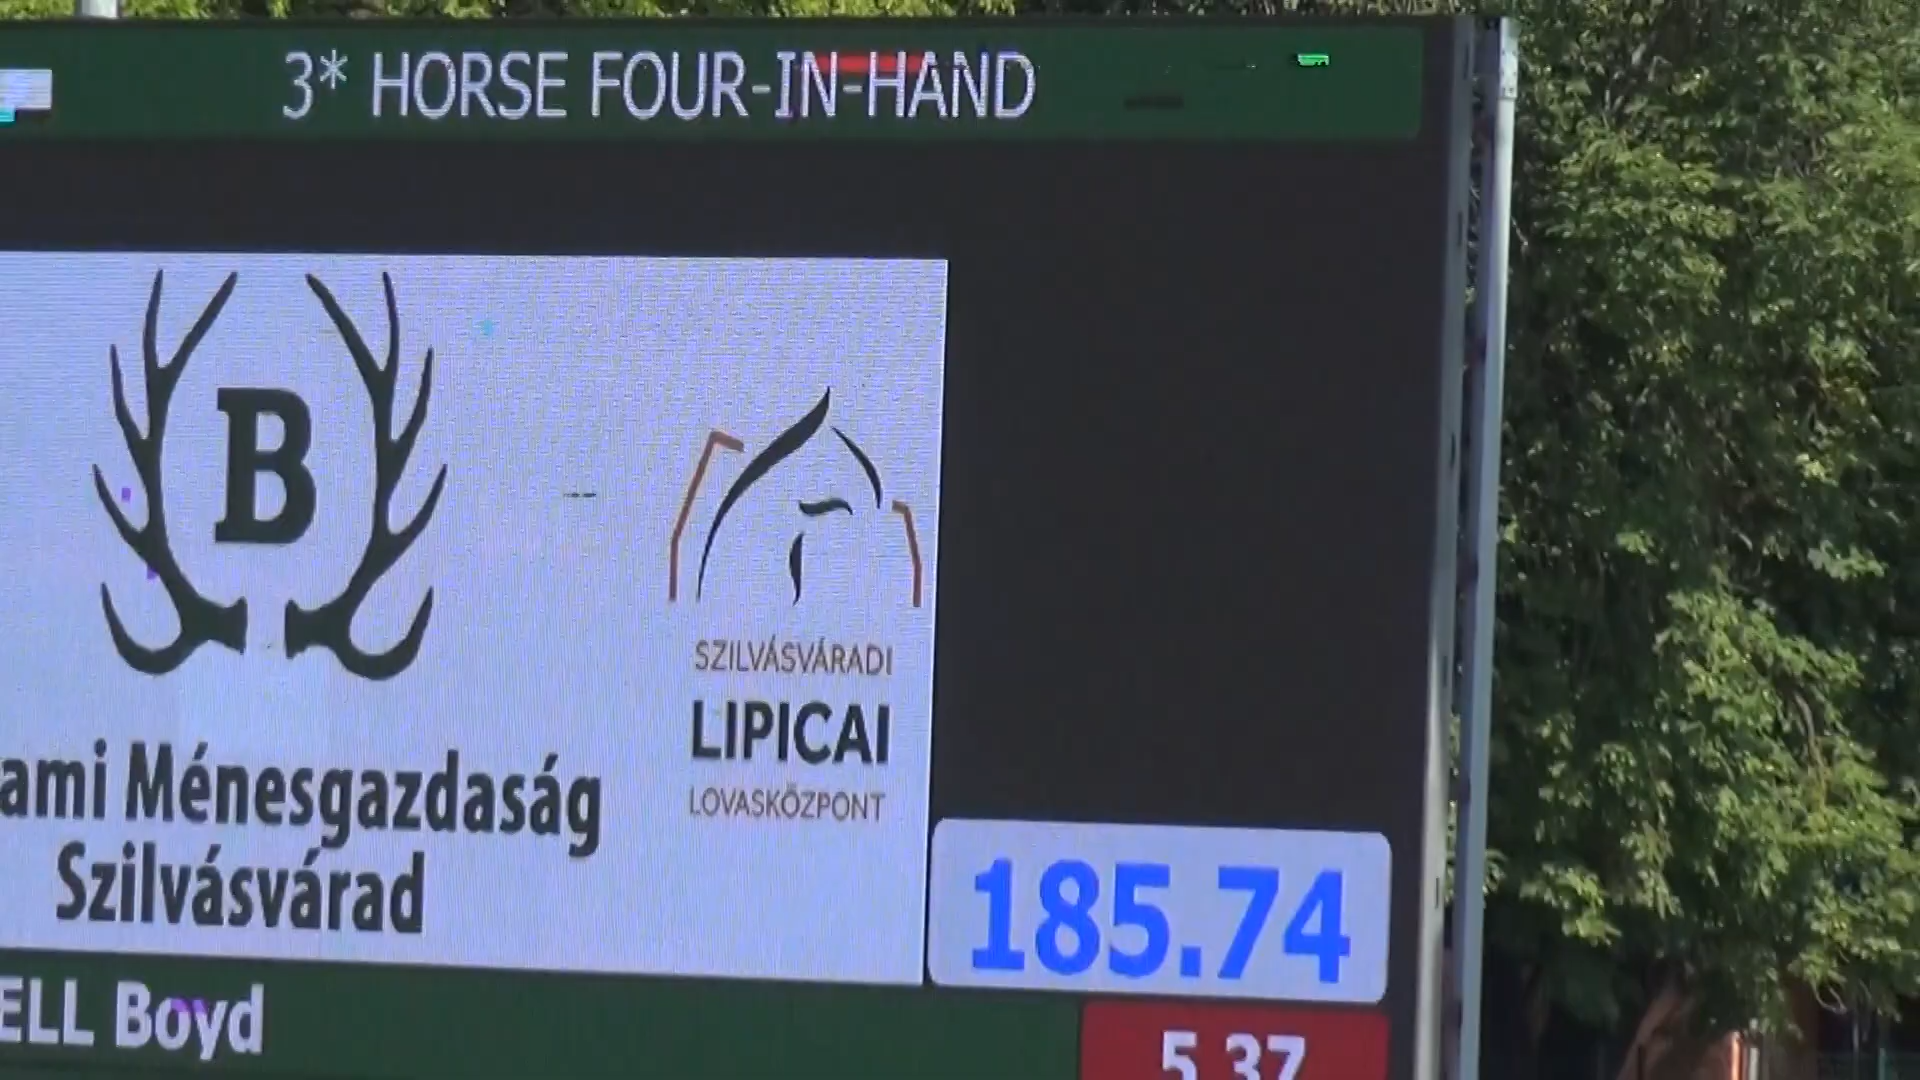 3* HORSE FOUR-IN-HAND
B
SZILVÁSVÁRADI
LIPICAI
LOVASKÖZPONT
ami Ménesgazdaság
Szilvásvárad
185.74
ELL Boyd
5.37